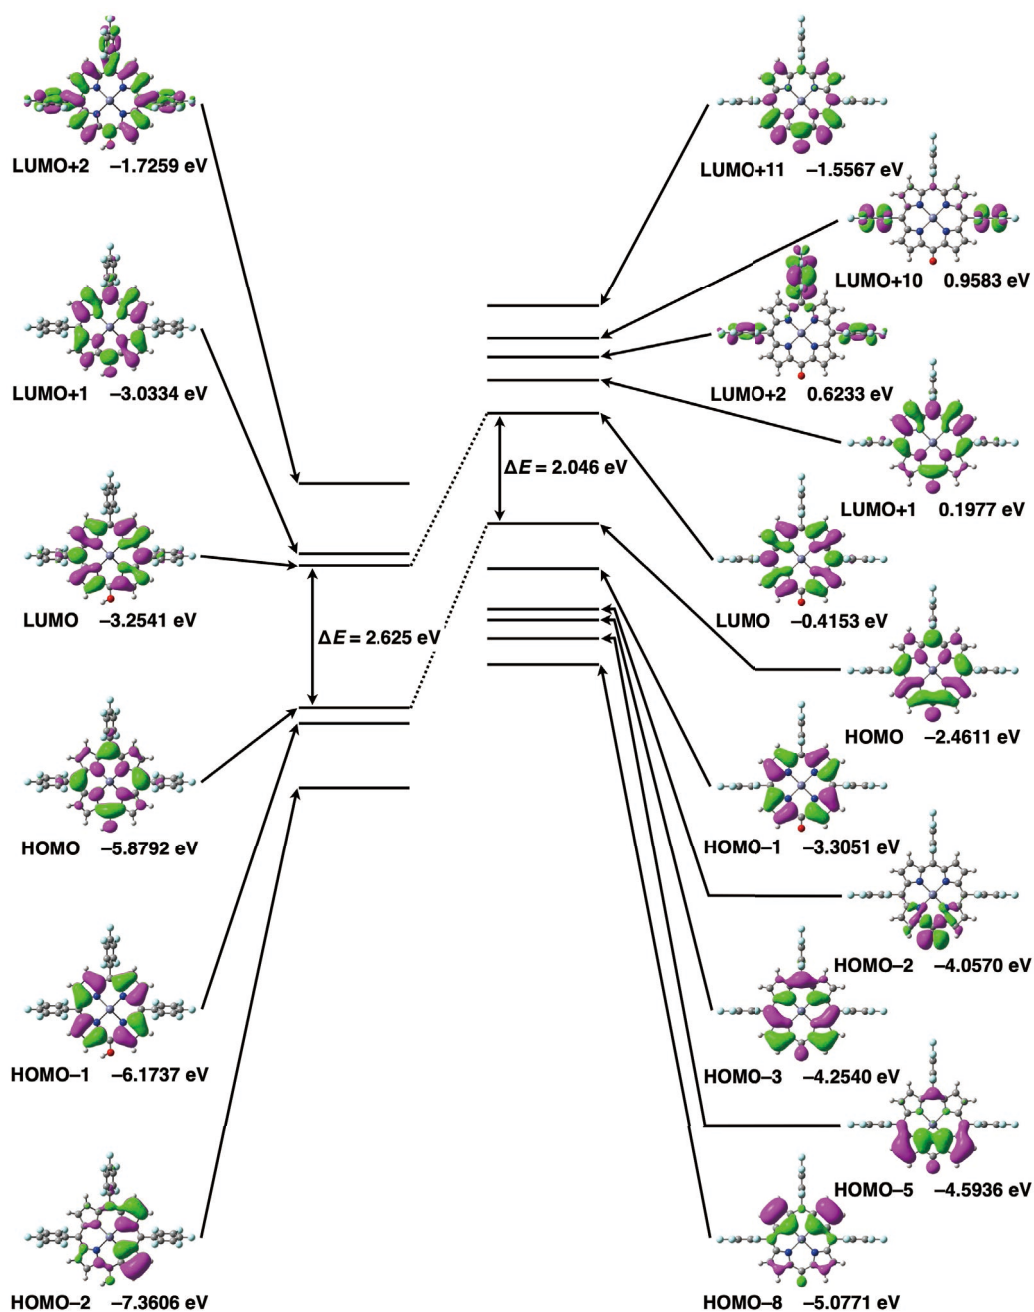 LUMO+2 –1.7259 eV
LUMO+1 –3.0334 eV
LUMO –3.2541 eV
ΔE = 2.625 eV
HOMO –5.8792 eV
HOMO–1 –6.1737 eV
HOMO–2 –7.3606 eV
LUMO+11 –1.5567 eV
LUMO+10 0.9583 eV
LUMO+2 0.6233 eV
LUMO+1 0.1977 eV
ΔE = 2.046 eV
LUMO –0.4153 eV
HOMO –2.4611 eV
HOMO–1 –3.3051 eV
HOMO–2 –4.0570 eV
HOMO–3 –4.2540 eV
HOMO–5 –4.5936 eV
HOMO–8 –5.0771 eV